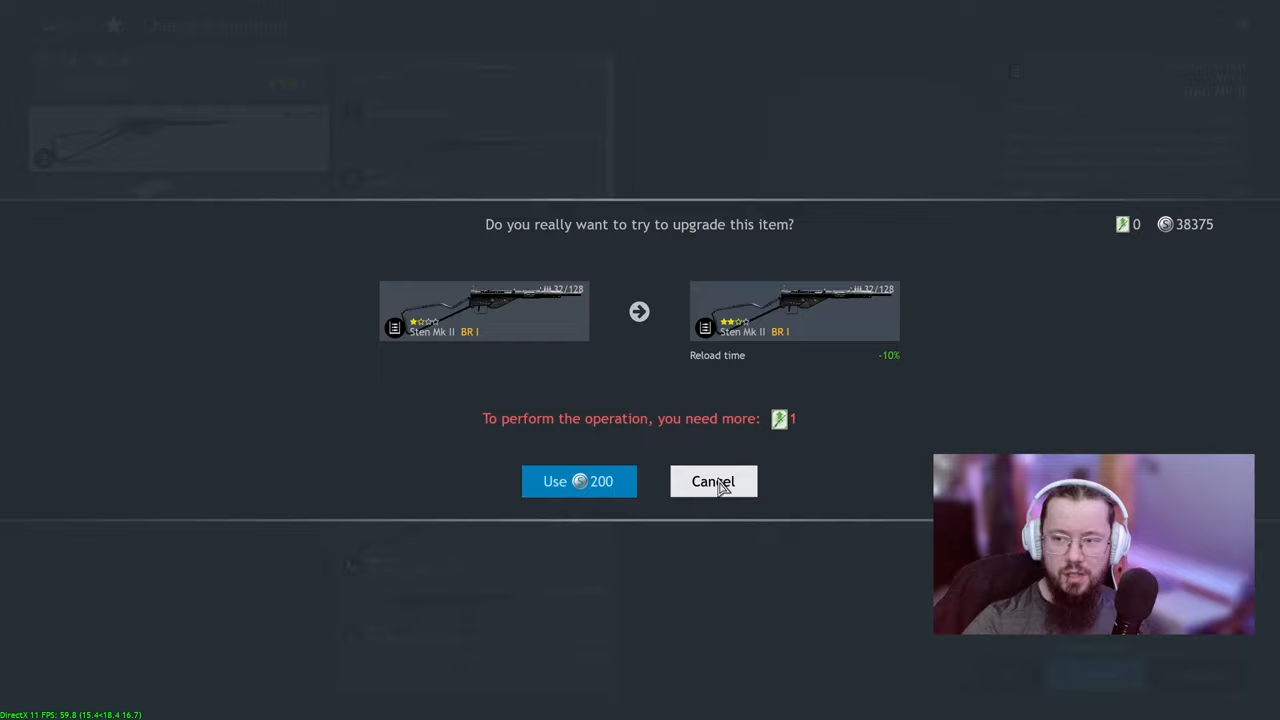 Do you really want to try to upgrade this item?
0 38375
32/128
Sten Mk II BR I
32/128
Sten Mk II BR I
Reload time -10%
To perform the operation, you need more: 1
Use 200
Cancel
DirectX 11 FPS: 59.8 (15.4<18.4 16.7)